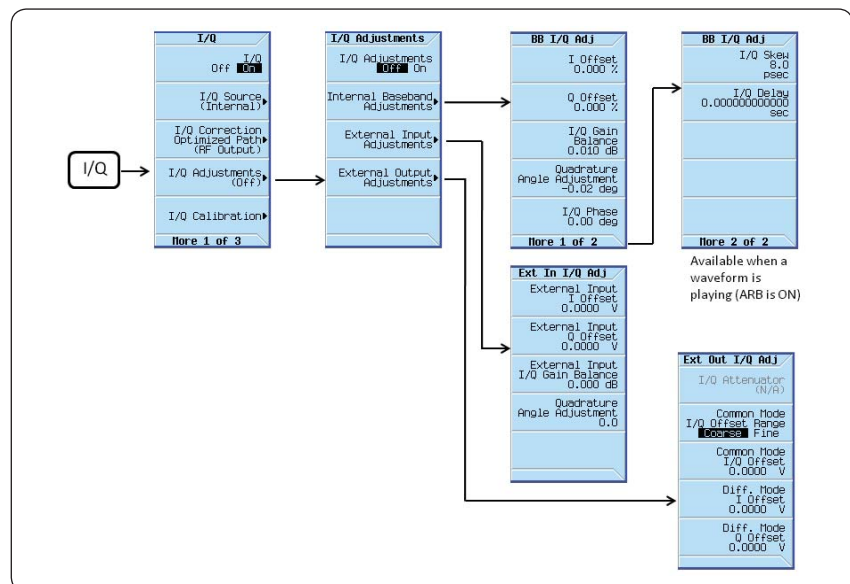 I/Q
I/Q
I/Q
Off On
I/Q Source
(Internal)
I/Q Correction
Optimized Path
(RF Output)
I/Q Adjustments
(Off)
I/Q Calibration
More 1 of 3
I/Q Adjustments
I/Q Adjustments
Off On
Internal Baseband
Adjustments
External Input
Adjustments
External Output
Adjustments
BB I/Q Adj
I Offset
0.000 %
Q Offset
0.000 %
I/Q Gain
Balance
0.010 dB
Quadrature
Angle Adjustment
-0.02 deg
I/Q Phase
0.00 deg
More 1 of 2
BB I/Q Adj
I/Q Skew
8.0
psec
I/Q Delay
0.000000000000
sec
More 2 of 2
Available when a
waveform is
playing (ARB is ON)
Ext In I/Q Adj
External Input
I Offset
0.0000 V
External Input
Q Offset
0.0000 V
External Input
I/Q Gain Balance
0.000 dB
Quadrature
Angle Adjustment
0.0
Ext Out I/Q Adj
I/Q Attenuator
(N/A)
Common Mode
I/Q Offset Range
Coarse Fine
Common Mode
I/Q Offset
0.0000 V
Diff. Mode
I Offset
0.0000 V
Diff. Mode
Q Offset
0.0000 V